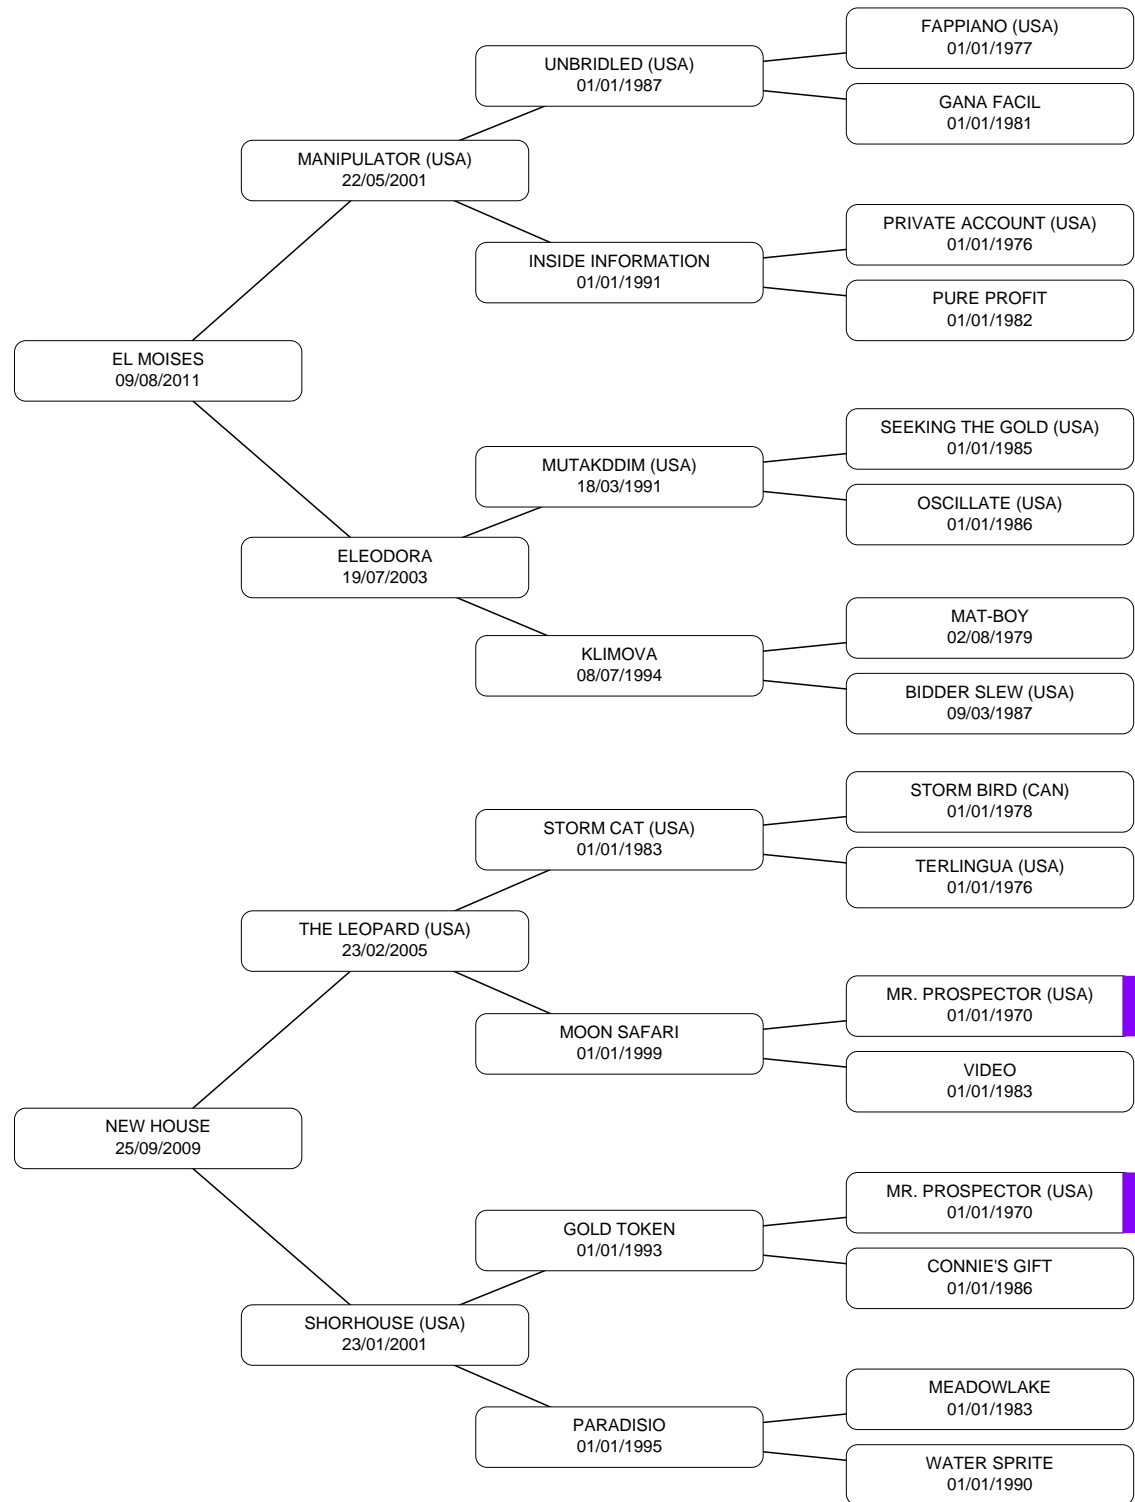 FAPPIANO (USA)
01/01/1977
UNBRIDLED (USA)
01/01/1987
GANA FACIL
01/01/1981
MANIPULATOR (USA)
22/05/2001
PRIVATE ACCOUNT (USA)
01/01/1976
INSIDE INFORMATION
01/01/1991
PURE PROFIT
01/01/1982
EL MOISES
09/08/2011
SEEKING THE GOLD (USA)
01/01/1985
MUTAKDDIM (USA)
18/03/1991
OSCILLATE (USA)
01/01/1986
ELEODORA
19/07/2003
MAT-BOY
02/08/1979
KLIMOVA
08/07/1994
BIDDER SLEW (USA)
09/03/1987
STORM BIRD (CAN)
01/01/1978
STORM CAT (USA)
01/01/1983
TERLINGUA (USA)
01/01/1976
THE LEOPARD (USA)
23/02/2005
MR. PROSPECTOR (USA)
01/01/1970
MOON SAFARI
01/01/1999
VIDEO
01/01/1983
NEW HOUSE
25/09/2009
MR. PROSPECTOR (USA)
01/01/1970
GOLD TOKEN
01/01/1993
CONNIE'S GIFT
01/01/1986
SHORHOUSE (USA)
23/01/2001
MEADOWLAKE
01/01/1983
PARADISIO
01/01/1995
WATER SPRITE
01/01/1990